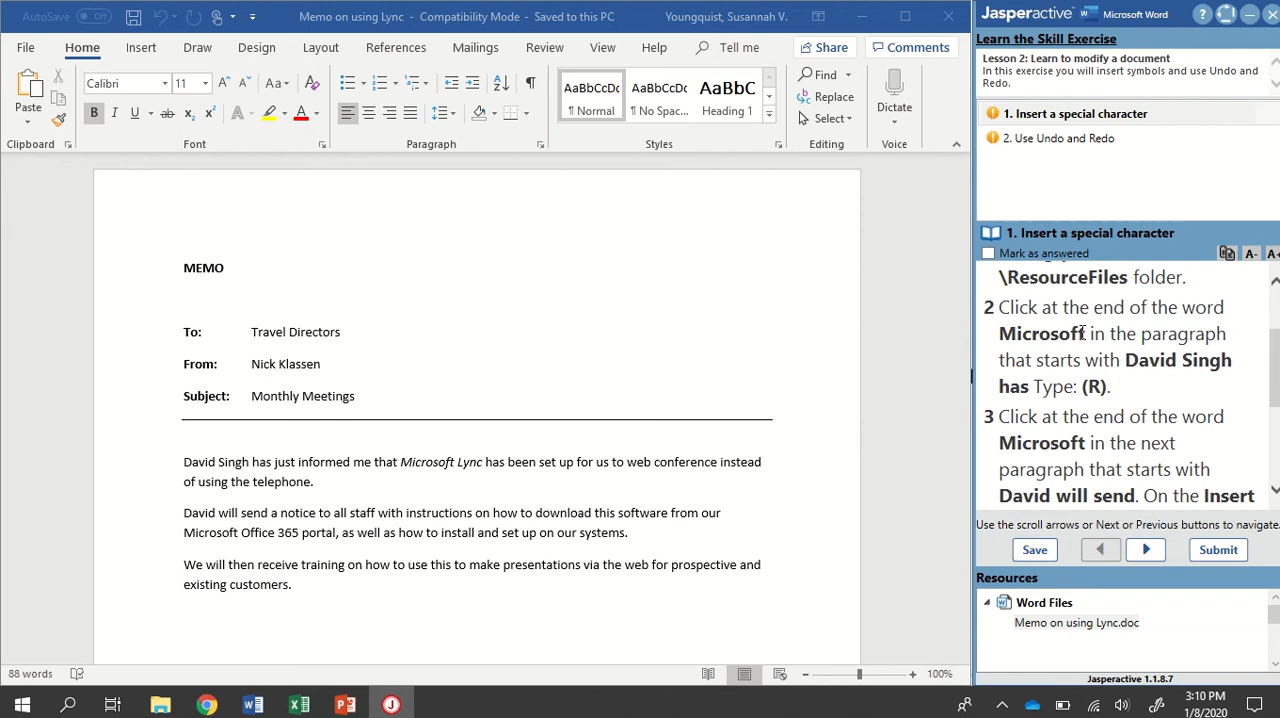 AutoSave Off Memo on using Lync - Compatibility Mode - Saved to this PC Youngquist, Susannah V.
File Home Insert Draw Design Layout References Mailings Review View Help Tell me Share Comments
Paste Calibri 11 Aa AaBbCcDc AaBbCcDc AaBbC Find
Replace
B I U ab x₂ x² A A ¶ Normal ¶ No Spac... Heading 1 Select Dictate
Clipboard Font Paragraph Styles Editing Voice
MEMO
To: Travel Directors
From: Nick Klassen
Subject: Monthly Meetings
David Singh has just informed me that Microsoft Lync has been set up for us to web conference instead
of using the telephone.
David will send a notice to all staff with instructions on how to download this software from our
Microsoft Office 365 portal, as well as how to install and set up on our systems.
We will then receive training on how to use this to make presentations via the web for prospective and
existing customers.
88 words 100%
Jasperactive Microsoft Word
Learn the Skill Exercise
Lesson 2: Learn to modify a document
In this exercise you will insert symbols and use Undo and
Redo.
1. Insert a special character
2. Use Undo and Redo
1. Insert a special character
Mark as answered A- A+
\ResourceFiles folder.
2 Click at the end of the word
Microsoft in the paragraph
that starts with David Singh
has Type: (R).
3 Click at the end of the word
Microsoft in the next
paragraph that starts with
David will send. On the Insert
Use the scroll arrows or Next or Previous buttons to navigate.
Save Submit
Resources
Word Files
Memo on using Lync.doc
Jasperactive 1.1.8.7
3:10 PM
1/8/2020